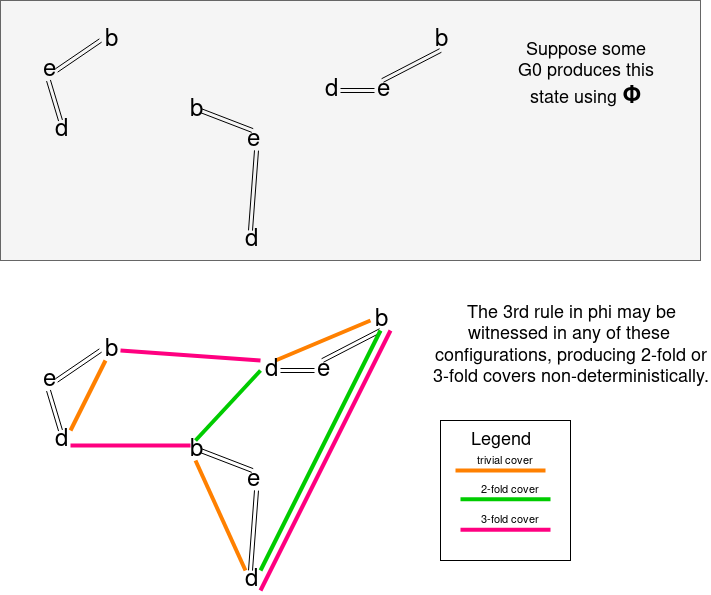 b
e
d
b
e
d
d
e
b
Suppose some
G0 produces this
state using Φ
b
e
d
b
e
d
d
e
b
The 3rd rule in phi may be
witnessed in any of these
configurations, producing 2-fold or
3-fold covers non-deterministically.
Legend
trivial cover
2-fold cover
3-fold cover